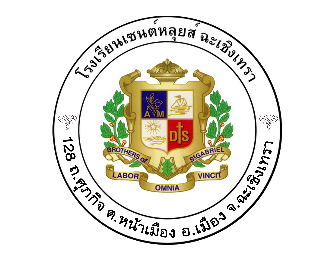 โรงเรียนเซนต์หลุยส์ ฉะเชิงเทรา
A M
D S
BROTHERS of ST.GABRIEL
LABOR OMNIA VINCIT
128 ถ.ศุภกิจ ต.หน้าเมือง อ.เมือง จ.ฉะเชิงเทรา